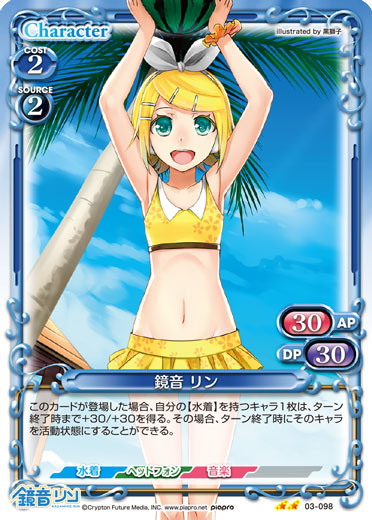 Character
illustrated by 黒獅子
COST
2
SOURCE
2
30 AP
DP 30
鏡音 リン
このカードが登場した場合、自分の【水着】を持つキャラ1枚は、ターン
終了時まで+30/+30を得る。その場合、ターン終了時にそのキャラ
を活動状態にすることができる。
水着 ヘッドフォン 音楽
鏡音リン
KAGAMINE RIN
©Crypton Future Media, INC. www.piapro.net piapro
03-098